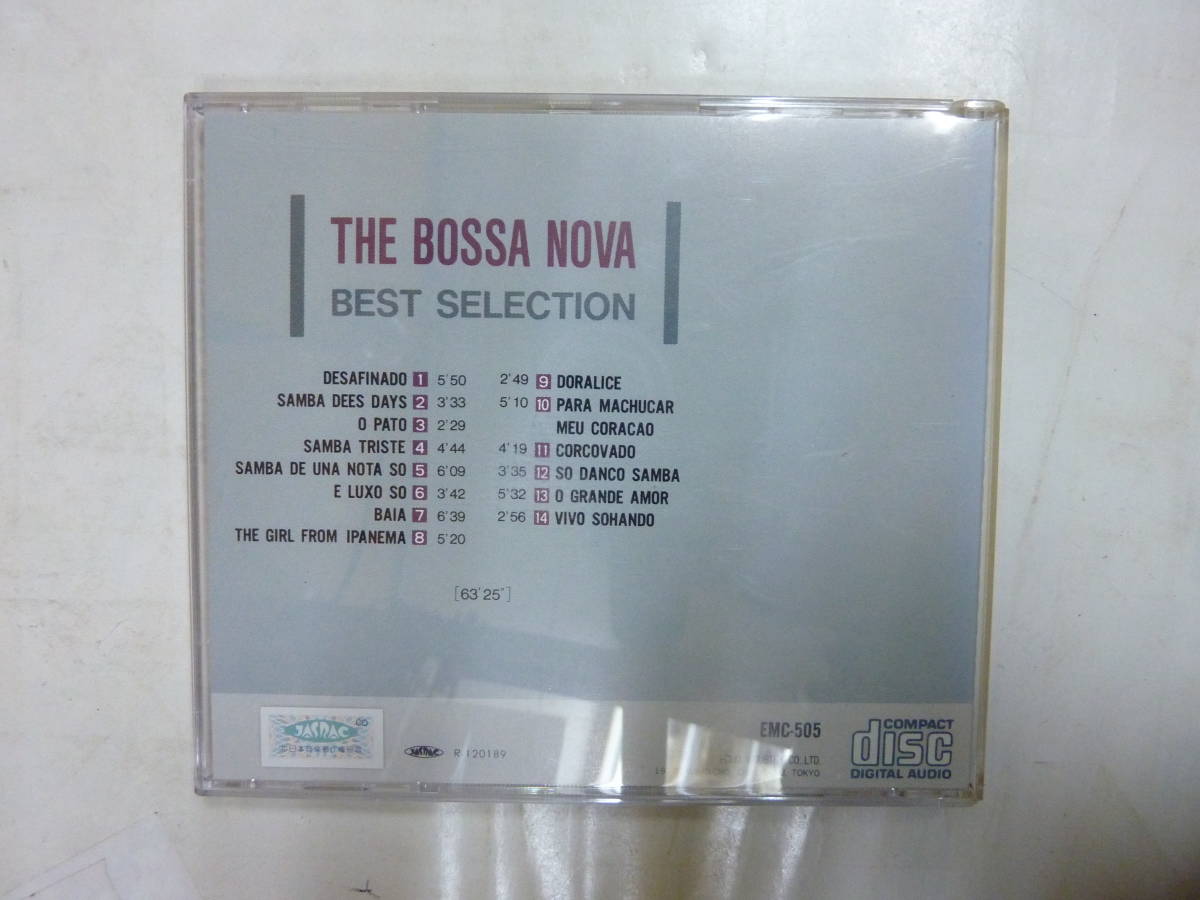 THE BOSSA NOVA
BEST SELECTION
DESAFINADO 1 5'50
SAMBA DEES DAYS 2 3'33
O PATO 3 2'29
SAMBA TRISTE 4 4'44
SAMBA DE UNA NOTA SO 5 6'09
E LUXO SO 6 3'42
BAIA 7 6'39
THE GIRL FROM IPANEMA 8 5'20
2'49 9 DORALICE
5'10 10 PARA MACHUCAR
MEU CORACAO
4'19 11 CORCOVADO
3'35 12 SO DANCO SAMBA
5'32 13 O GRANDE AMOR
2'56 14 VIVO SOHANDO
[63'25"]
JASRAC
JASRAC R 120189
EMC-505
CO., LTD.
TOKYO
COMPACT
disc
DIGITAL AUDIO